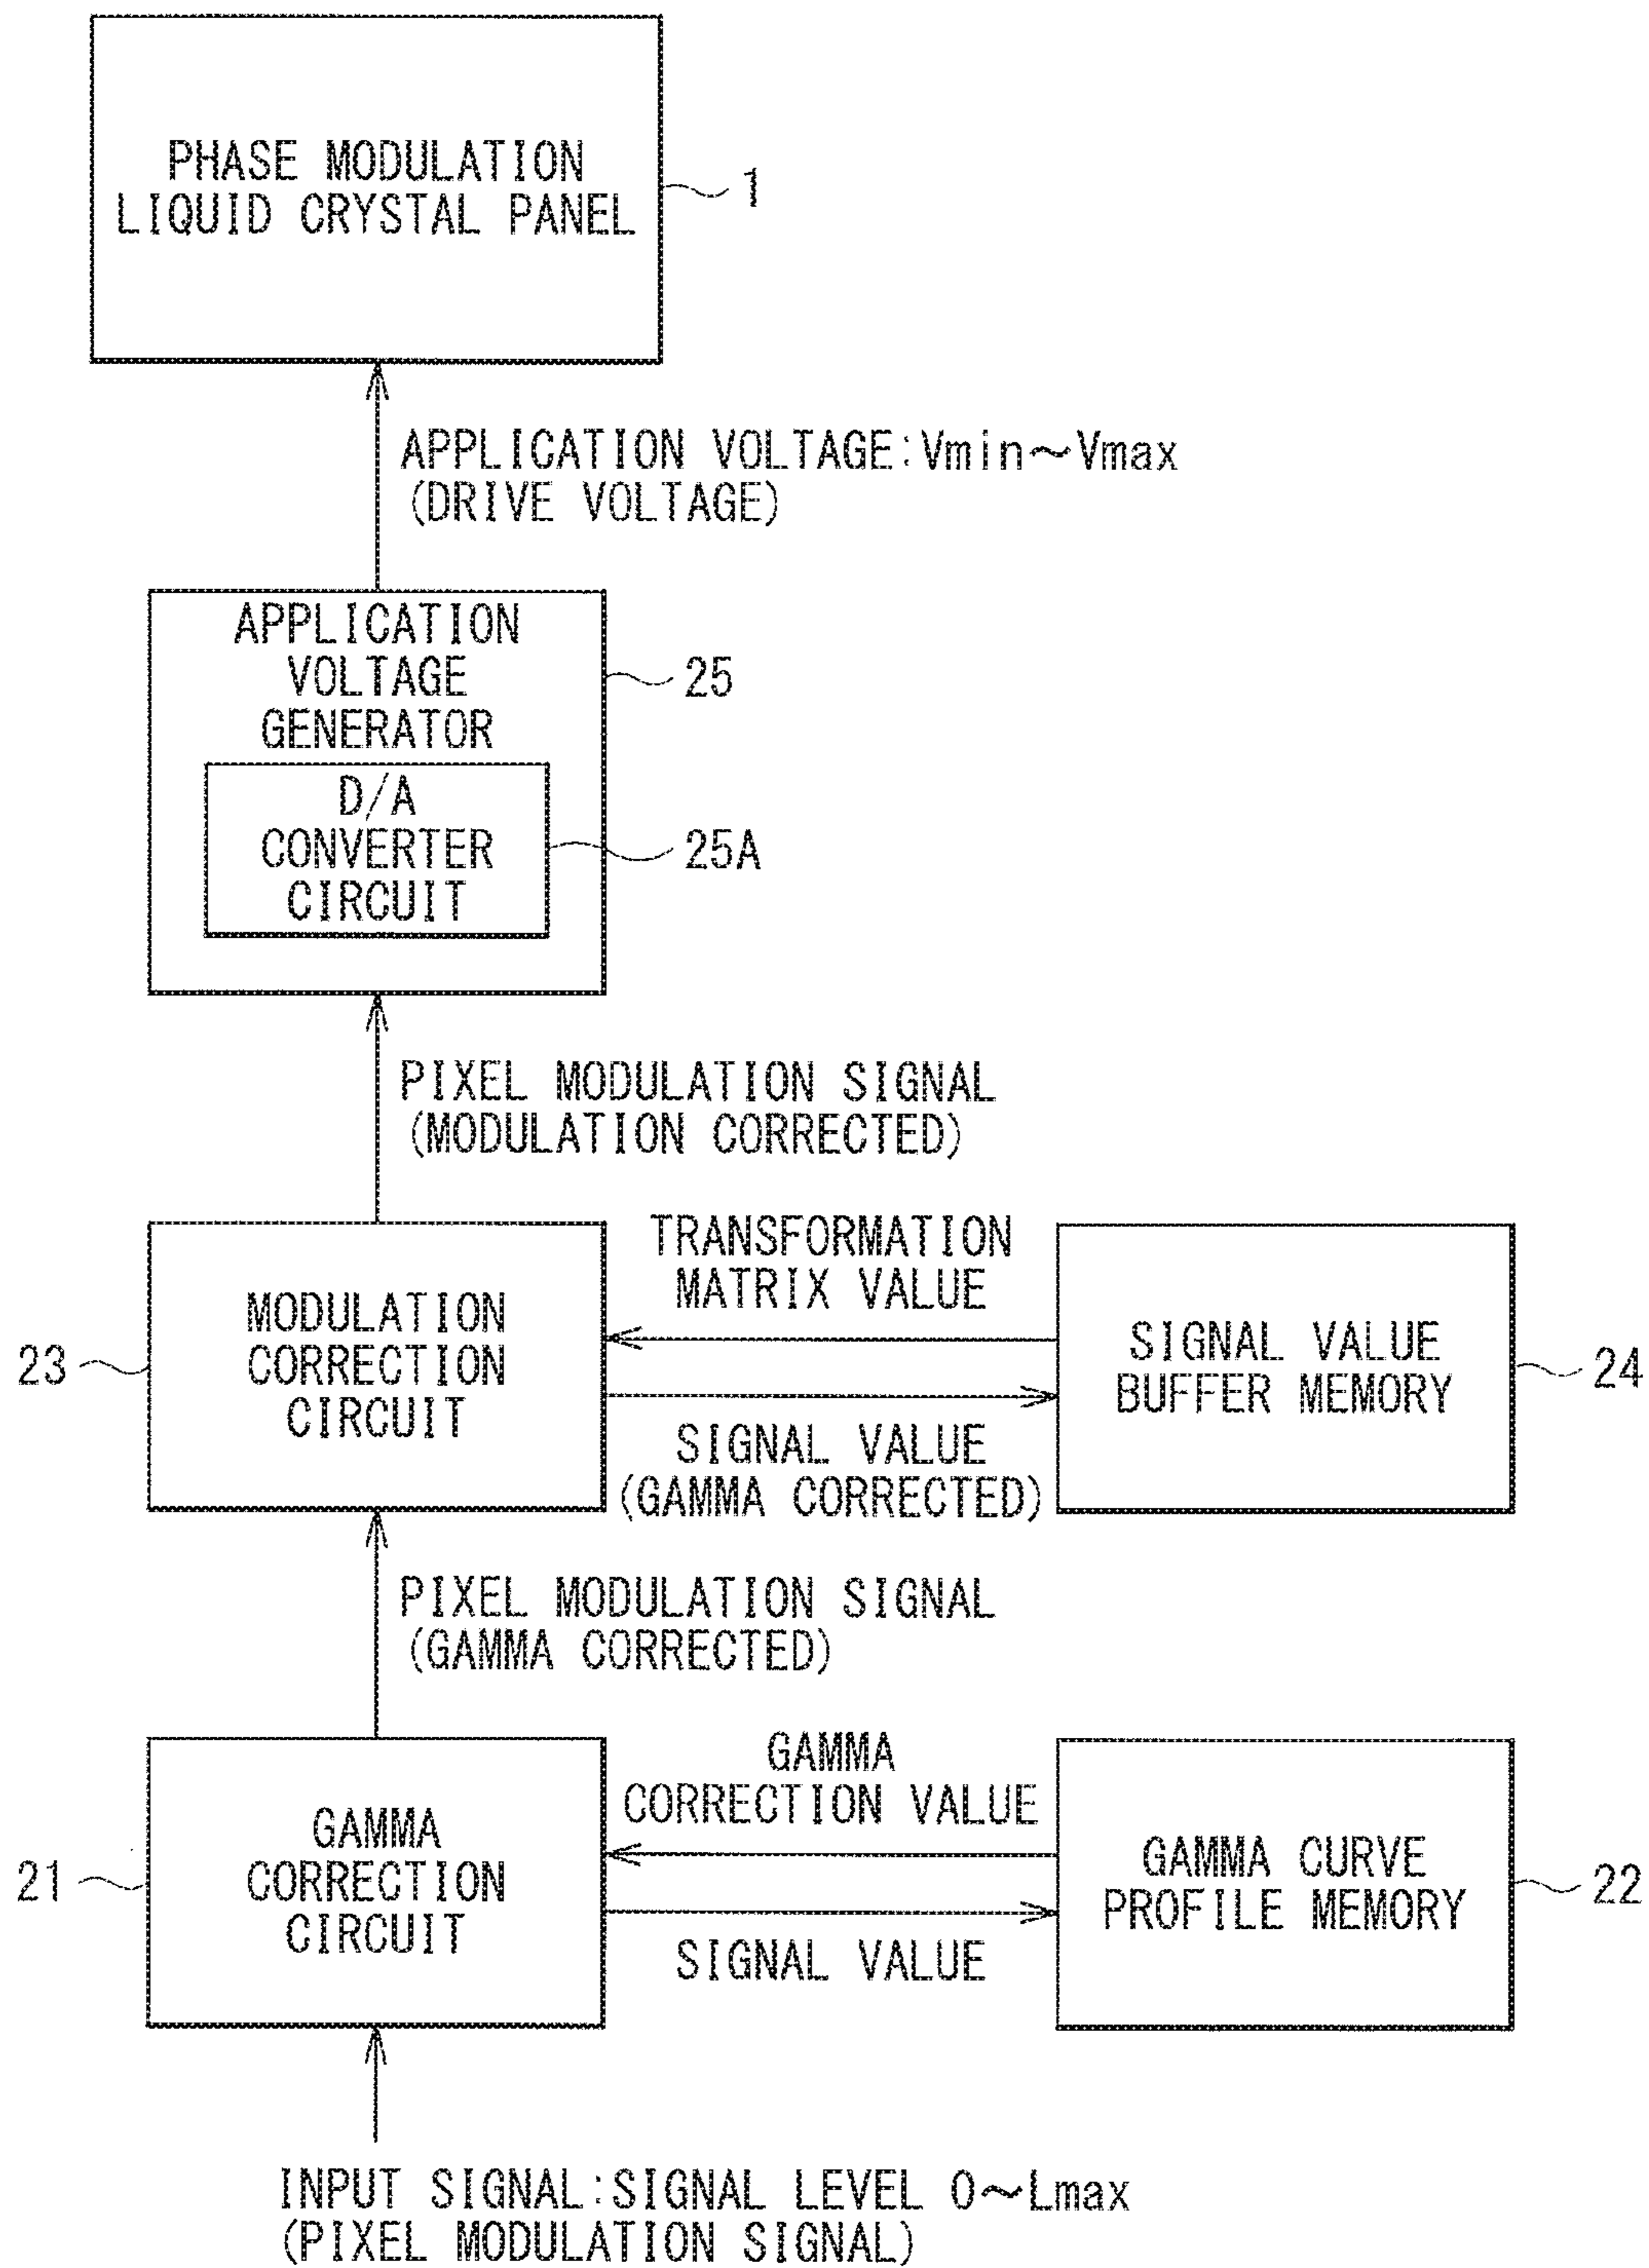 PHASE MODULATION
LIQUID CRYSTAL PANEL
1
APPLICATION VOLTAGE:Vmin~Vmax
(DRIVE VOLTAGE)
APPLICATION
VOLTAGE
GENERATOR
25
D/A
CONVERTER
CIRCUIT
25A
PIXEL MODULATION SIGNAL
(MODULATION CORRECTED)
TRANSFORMATION
MATRIX VALUE
MODULATION
CORRECTION
CIRCUIT
23
SIGNAL VALUE
BUFFER MEMORY
24
SIGNAL VALUE
(GAMMA CORRECTED)
PIXEL MODULATION SIGNAL
(GAMMA CORRECTED)
GAMMA
CORRECTION VALUE
GAMMA
CORRECTION
CIRCUIT
21
GAMMA CURVE
PROFILE MEMORY
22
SIGNAL VALUE
INPUT SIGNAL:SIGNAL LEVEL 0~Lmax
(PIXEL MODULATION SIGNAL)